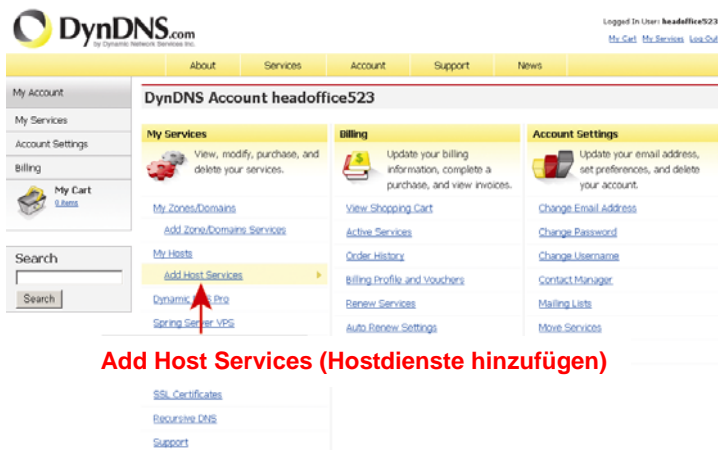 DynDNS.com
by Dynamic Network Services Inc.
Logged In User: headoffice523
My Cart My Services Log Out
About Services Account Support News
My Account
My Services
Account Settings
Billing
My Cart
0 items
Search
Search
DynDNS Account headoffice523
My Services
View, modify, purchase, and
delete your services.
My Zones/Domains
Add Zone/Domains Services
My Hosts
Add Host Services
Dynamic Pro
Spring Server VPS
Billing
Update your billing
information, complete a
purchase, and view invoices.
View Shopping Cart
Active Services
Order History
Billing Profile and Vouchers
Renew Services
Auto Renew Settings
Account Settings
Update your email address,
set preferences, and delete
your account.
Change Email Address
Change Password
Change Username
Contact Manager
Mailing Lists
Move Services
Add Host Services (Hostdienste hinzufügen)
SSL Certificates
Recursive DNS
Support